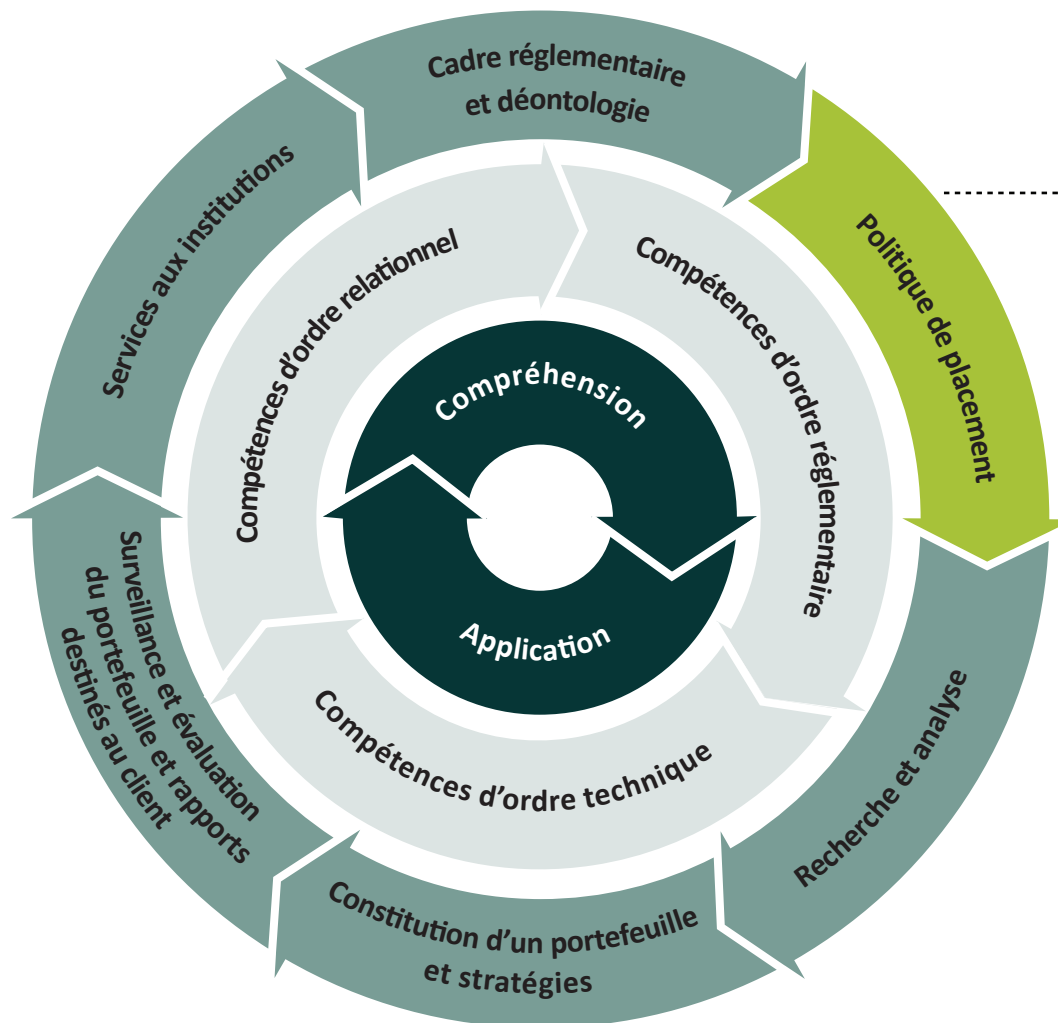 Cadre réglementaire
et déontologie
Politique de placement
Recherche et analyse
Constitution d'un portefeuille
et stratégies
Surveillance et évaluation
du portefeuille et rapports
destinés au client
Services aux institutions
Compétences d'ordre relationnel
Compétences d'ordre réglementaire
Compétences d'ordre technique
Compréhension
Application